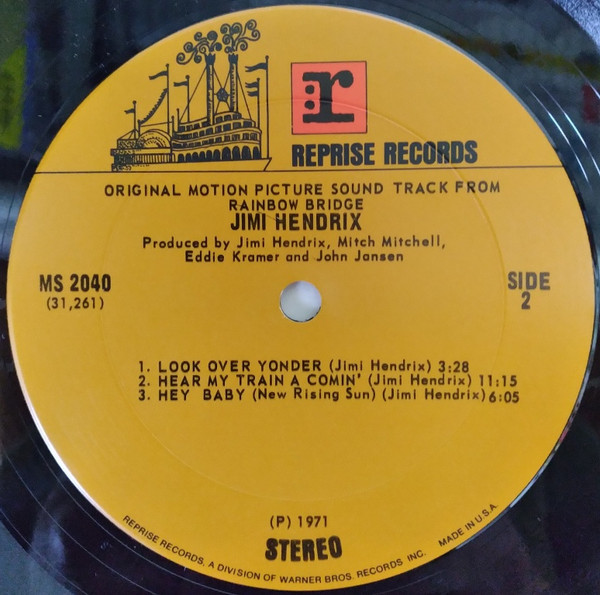 :r
REPRISE RECORDS
ORIGINAL MOTION PICTURE SOUND TRACK FROM
RAINBOW BRIDGE
JIMI HENDRIX
Produced by Jimi Hendrix, Mitch Mitchell,
Eddie Kramer and John Jansen
MS 2040
(31,261)
SIDE
2
1. LOOK OVER YONDER (Jimi Hendrix) 3:28
2. HEAR MY TRAIN A COMIN' (Jimi Hendrix) 11:15
3. HEY BABY (New Rising Sun) (Jimi Hendrix) 6:05
(P) 1971
STEREO
REPRISE RECORDS, A DIVISION OF WARNER BROS. RECORDS INC. MADE IN U.S.A.